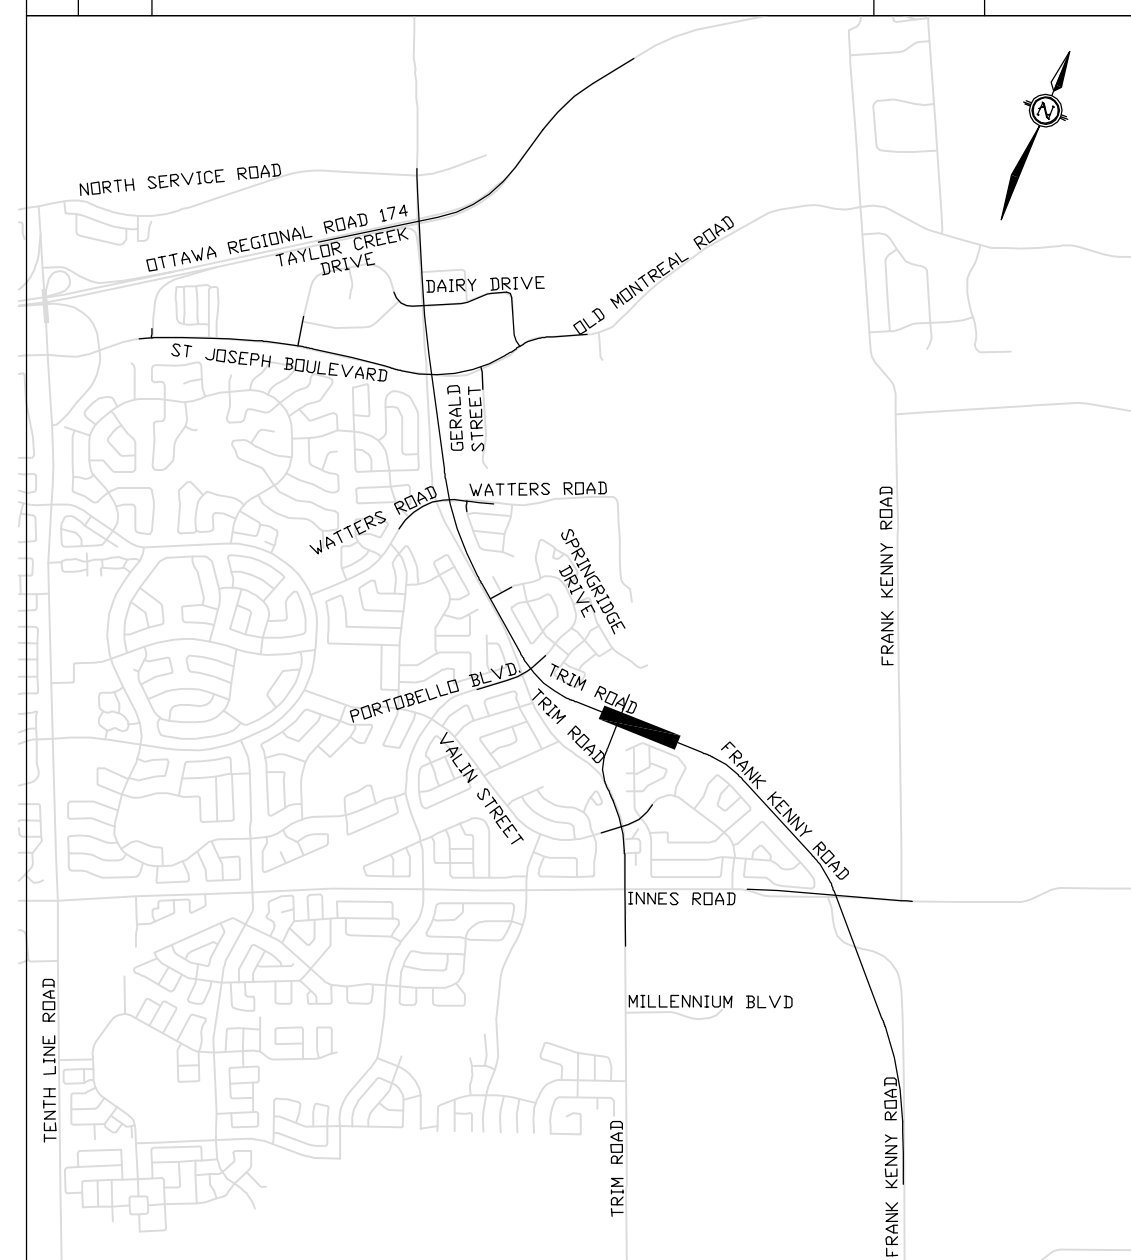 N
NORTH SERVICE ROAD
OTTAWA REGIONAL ROAD 174
TAYLOR CREEK
DRIVE
DAIRY DRIVE
OLD MONTREAL ROAD
ST JOSEPH BOULEVARD
GERALD
STREET
WATTERS ROAD
WATTERS ROAD
FRANK KENNY ROAD
SPRINGRIDGE
DRIVE
TRIM ROAD
PORTOBELLO BLVD.
TRIM ROAD
VALIN STREET
FRANK KENNY ROAD
INNES ROAD
TENTH LINE ROAD
MILLENNIUM BLVD
TRIM ROAD
FRANK KENNY ROAD